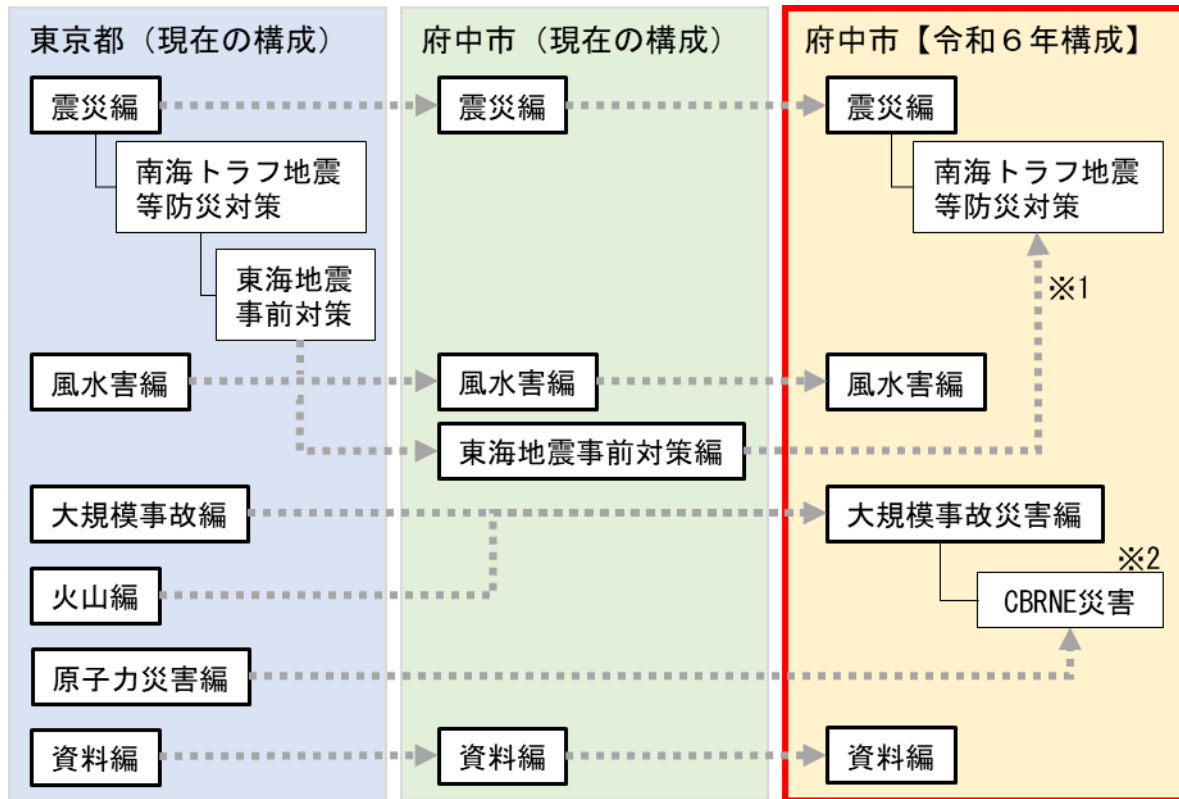 東京都（現在の構成）
震災編
南海トラフ地震
等防災対策
東海地震
事前対策
風水害編
大規模事故編
火山編
原子力災害編
資料編
府中市（現在の構成）
震災編
風水害編
東海地震事前対策編
資料編
府中市【令和６年構成】
震災編
南海トラフ地震
等防災対策
※1
風水害編
大規模事故災害編
※2
CBRNE災害
資料編